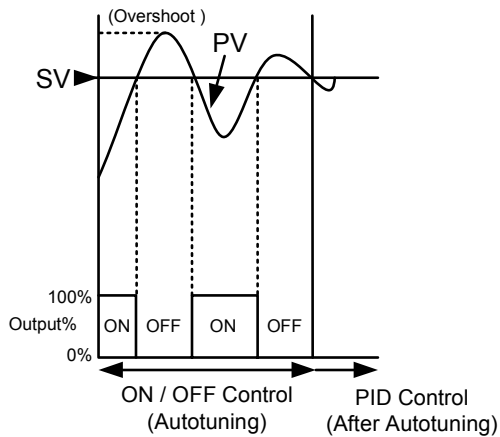 (Overshoot )
PV
SV
100%
Output%
ON
OFF
ON
OFF
0%
ON / OFF Control
(Autotuning)
PID Control
(After Autotuning)